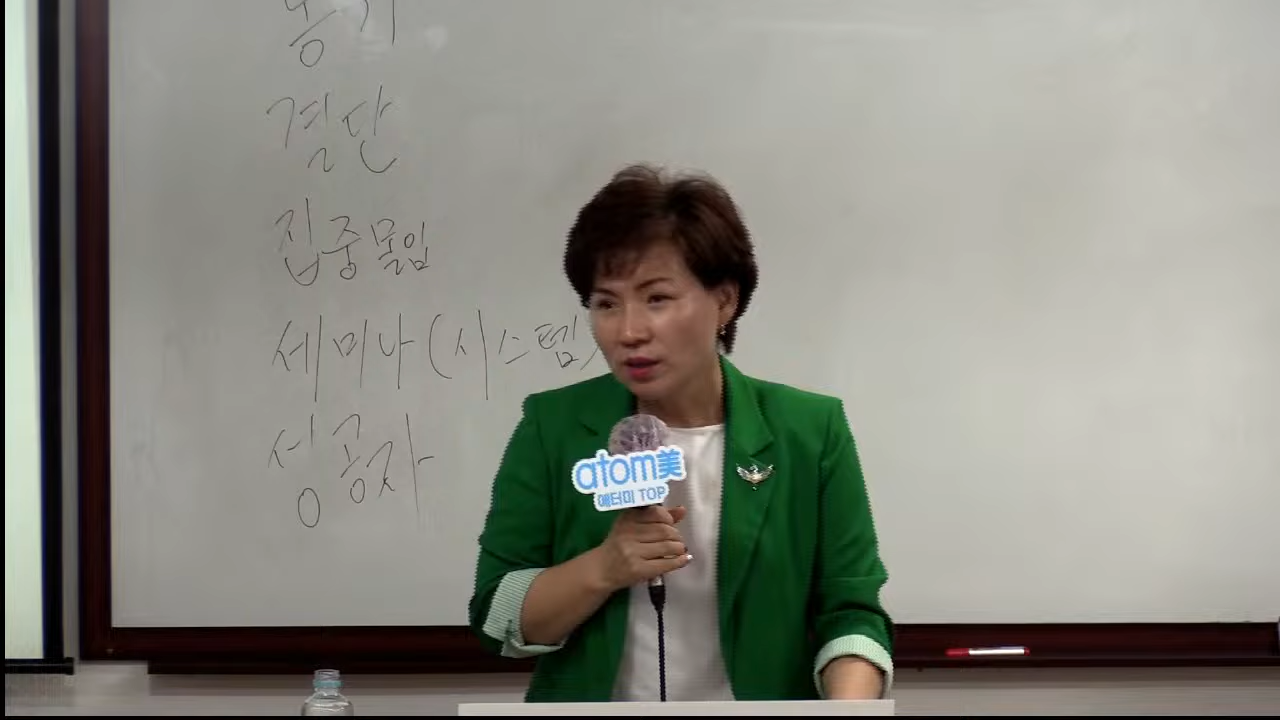 결단
집중몰입
세미나(시스템)
성공자
atom美
애터미 TOP